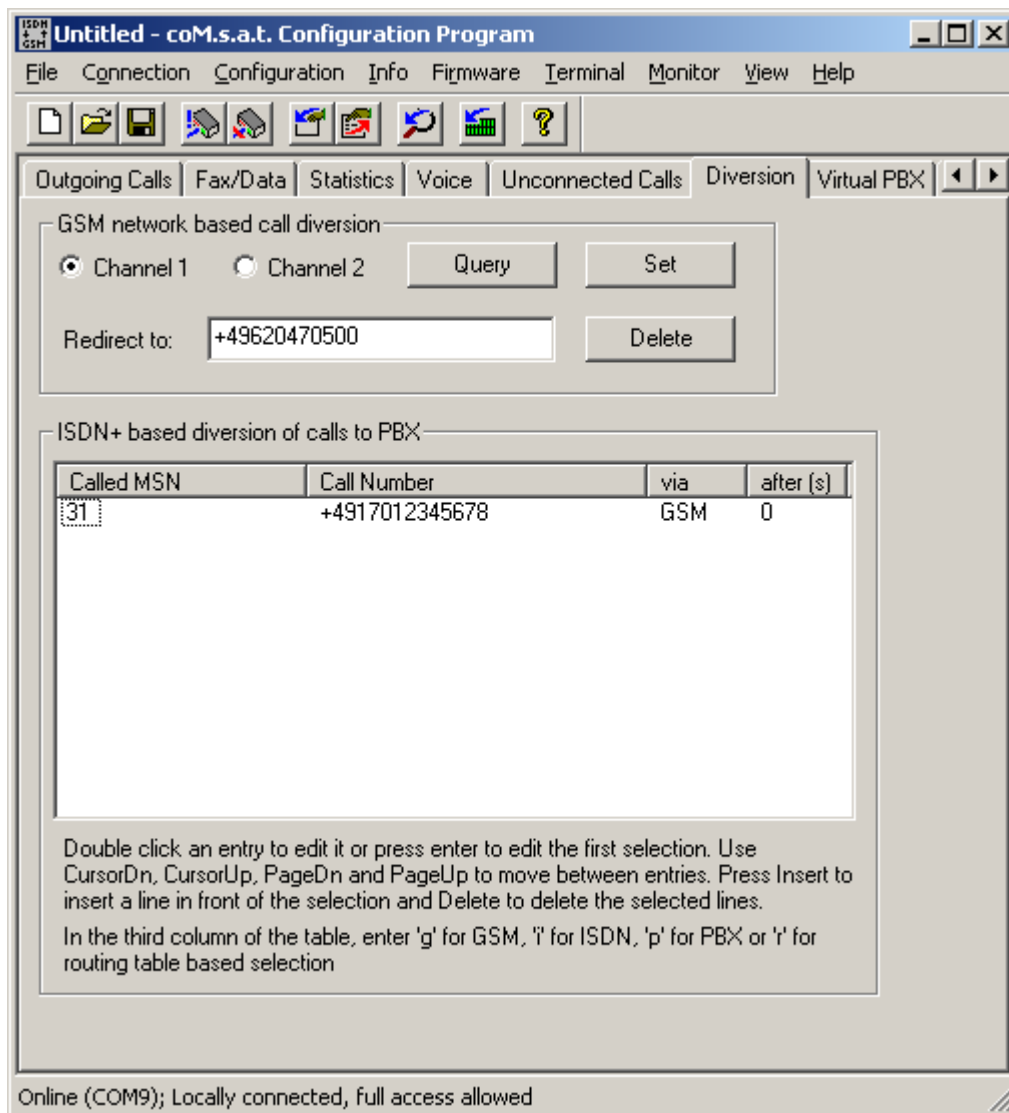 ISDN
GSM
Untitled - coM.s.a.t. Configuration Program
File Connection Configuration Info Firmware Terminal Monitor View Help
Outgoing Calls Fax/Data Statistics Voice Unconnected Calls Diversion Virtual PBX
GSM network based call diversion
Channel 1 Channel 2 Query Set
Redirect to: +49620470500 Delete
ISDN+ based diversion of calls to PBX
Called MSN Call Number via after (s)
31 +4917012345678 GSM 0
Double click an entry to edit it or press enter to edit the first selection. Use
CursorDn, CursorUp, PageDn and PageUp to move between entries. Press Insert to
insert a line in front of the selection and Delete to delete the selected lines.
In the third column of the table, enter 'g' for GSM, 'i' for ISDN, 'p' for PBX or 'r' for
routing table based selection
Online (COM9); Locally connected, full access allowed